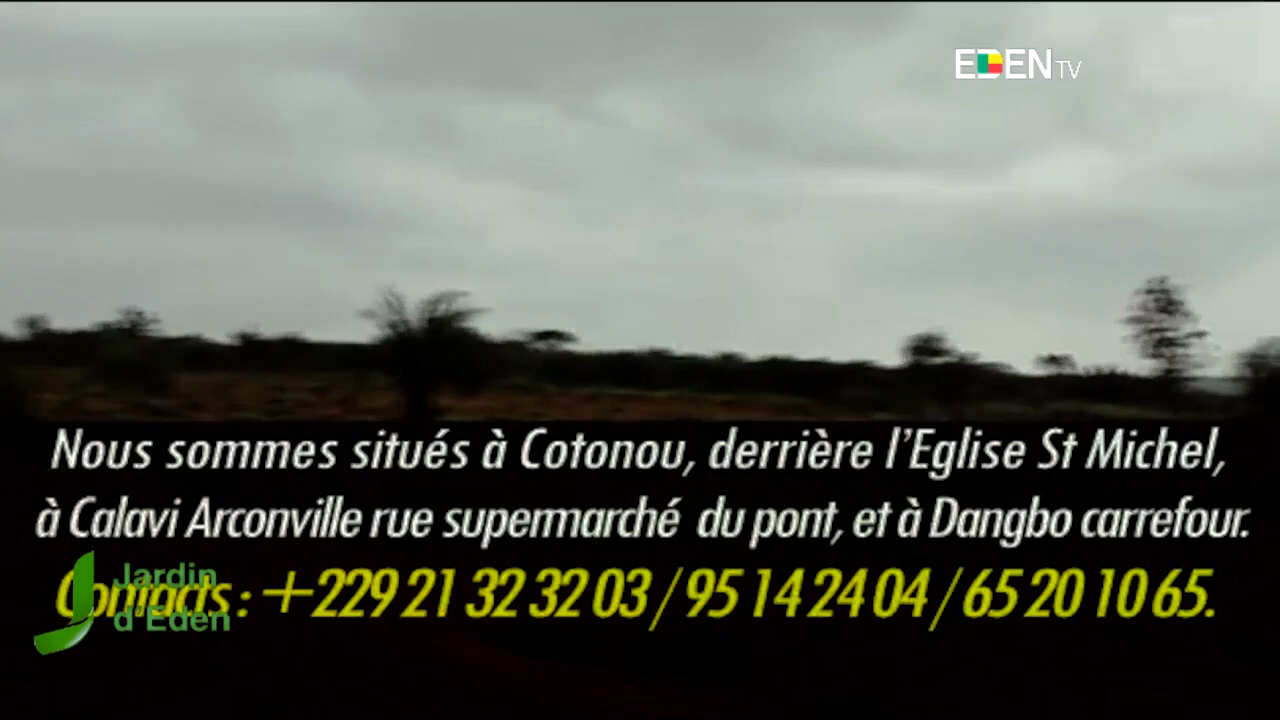 EDEN TV
Nous sommes situés à Cotonou, derrière l'Eglise St Michel,
à Calavi Arconville rue supermarché du pont, et à Dangbo carrefour.
Contacts : +229 21 32 32 03 / 95 14 24 04 / 65 20 10 65.
Jardin
d'Eden